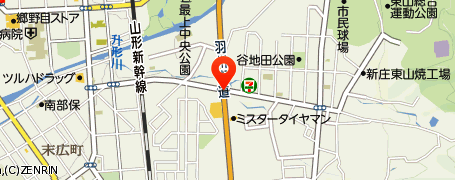 郷野目ストア
病院
升形川
ツルハドラッグ
南部保
末広町
山形新幹線
最上中央公園
羽
道
谷地田公園
ミスタータイヤマン
市民球場
東山総合
運動公園
新庄東山焼工場
(C)ZENRIN